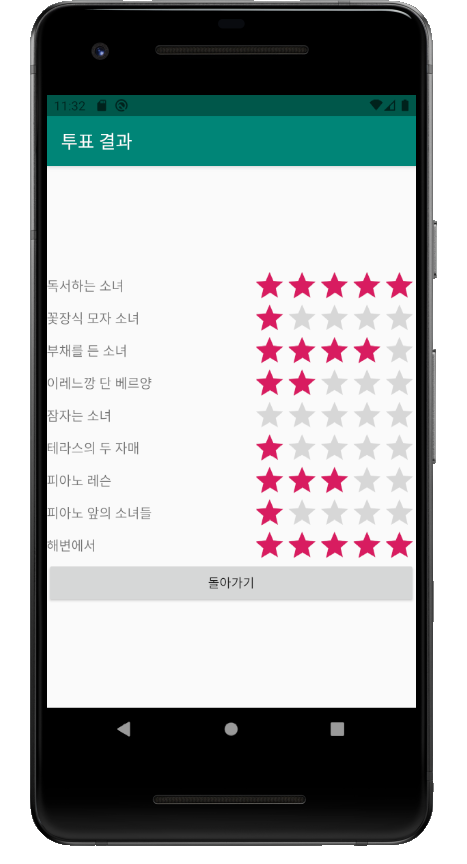 11:32
투표 결과
독서하는 소녀
꽃장식 모자 소녀
부채를 든 소녀
이레느깡 단 베르양
잠자는 소녀
테라스의 두 자매
피아노 레슨
피아노 앞의 소녀들
해변에서
돌아가기